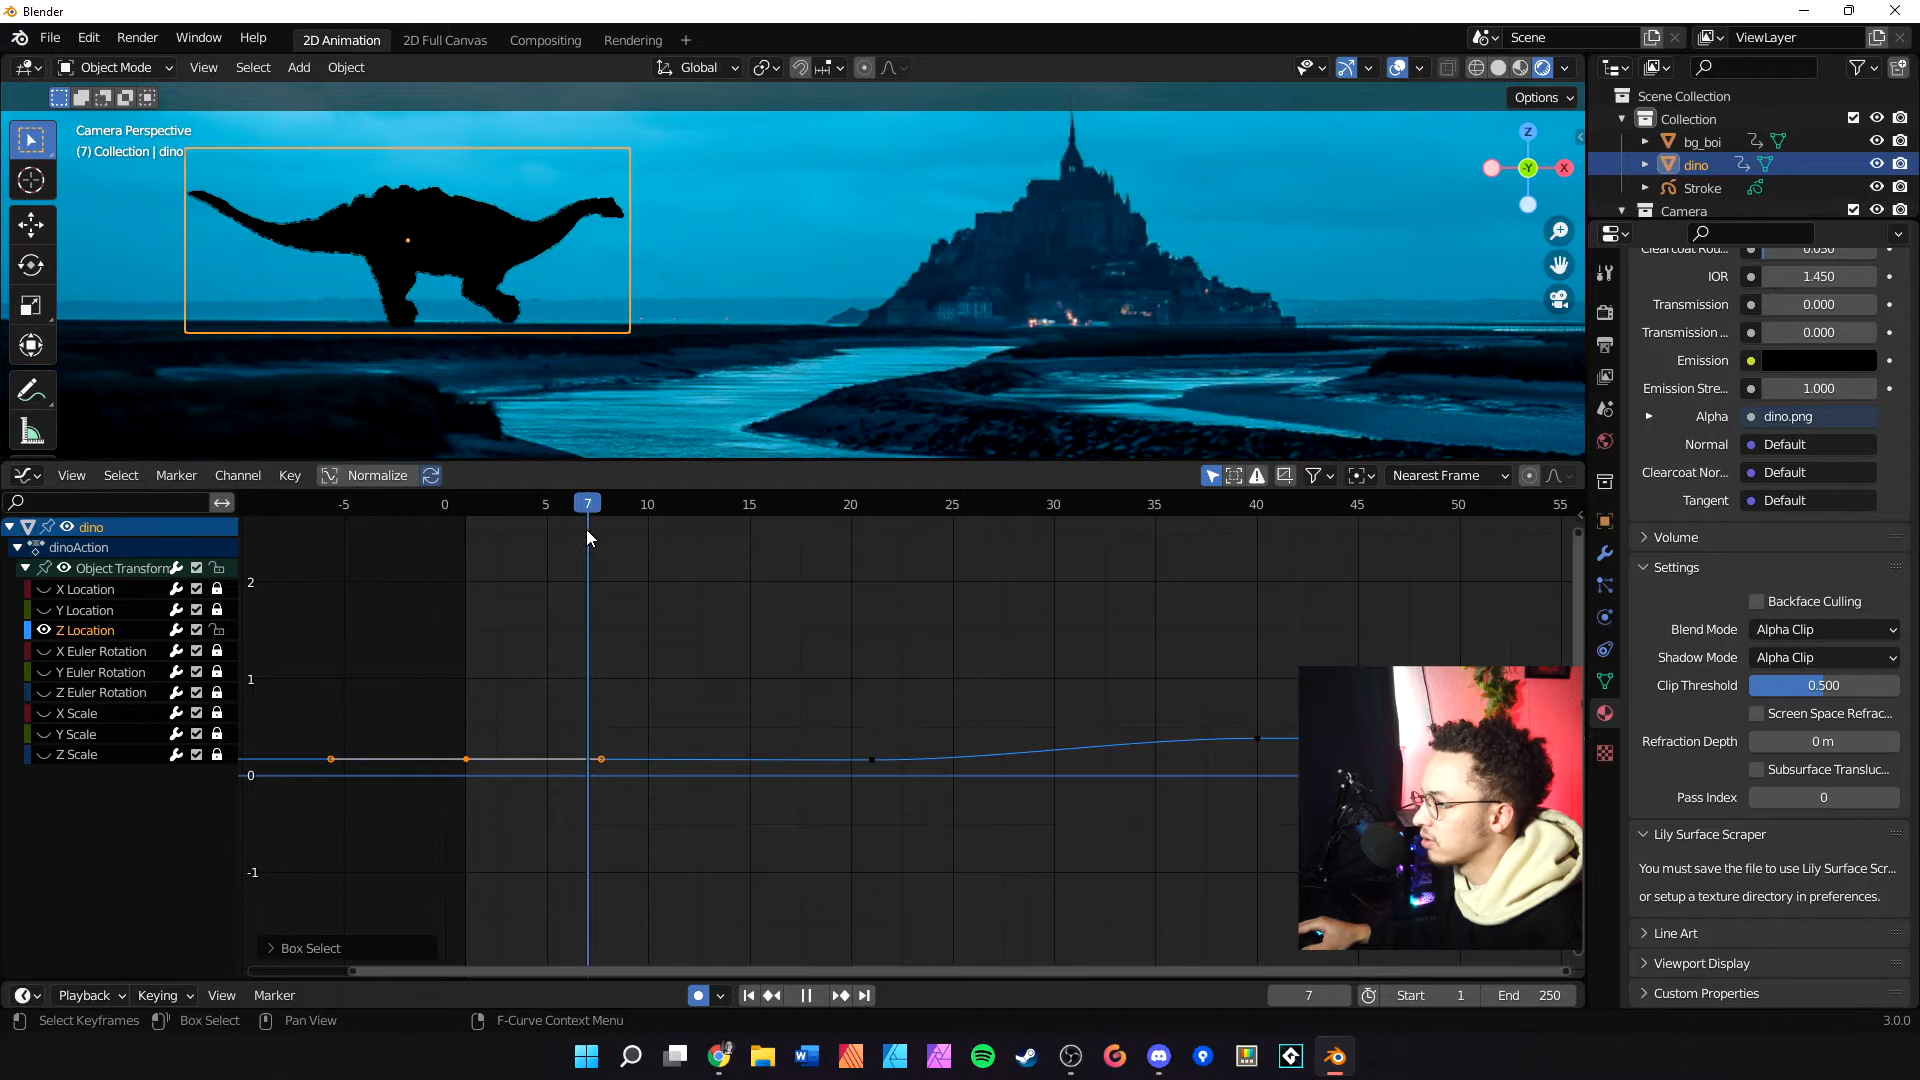 Blender
File Edit Render Window Help 2D Animation 2D Full Canvas Compositing Rendering + Scene ViewLayer
Object Mode View Select Add Object Global
Options
Camera Perspective
(7) Collection | dino
Z
X
-Y
Scene Collection
Collection
bg_boi
dino
Stroke
Camera
Clearcoat Rou... 0.030
IOR 1.450
Transmission 0.000
Transmission ... 0.000
Emission
Emission Stre... 1.000
Alpha dino.png
Normal Default
Clearcoat Nor... Default
Tangent Default
Volume
Settings
Backface Culling
Blend Mode Alpha Clip
Shadow Mode Alpha Clip
Clip Threshold 0.500
Screen Space Refrac...
Refraction Depth 0 m
Subsurface Transluc...
Pass Index 0
Lily Surface Scraper
You must save the file to use Lily Surface Scr...
or setup a texture directory in preferences.
Line Art
Viewport Display
Custom Properties
View Select Marker Channel Key Normalize Nearest Frame
-5 0 5 7 10 15 20 25 30 35 40 45 50 55
dino
dinoAction
Object Transform
X Location
Y Location
Z Location
X Euler Rotation
Y Euler Rotation
Z Euler Rotation
X Scale
Y Scale
Z Scale
2
1
0
-1
Box Select
Playback Keying View Marker 7 Start 1 End 250
Select Keyframes Box Select Pan View F-Curve Context Menu 3.0.0